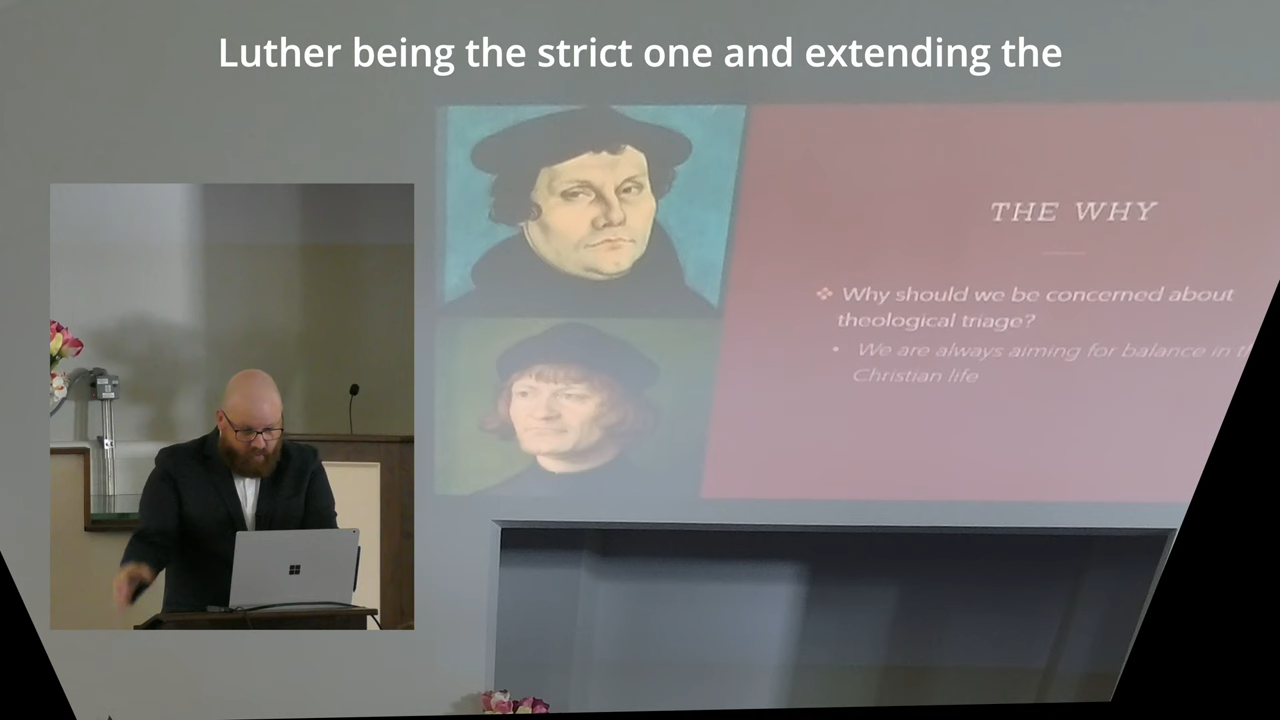 Luther being the strict one and extending the
THE WHY
Why should we be concerned about
theological triage?
We are always aiming for balance in
Christian life